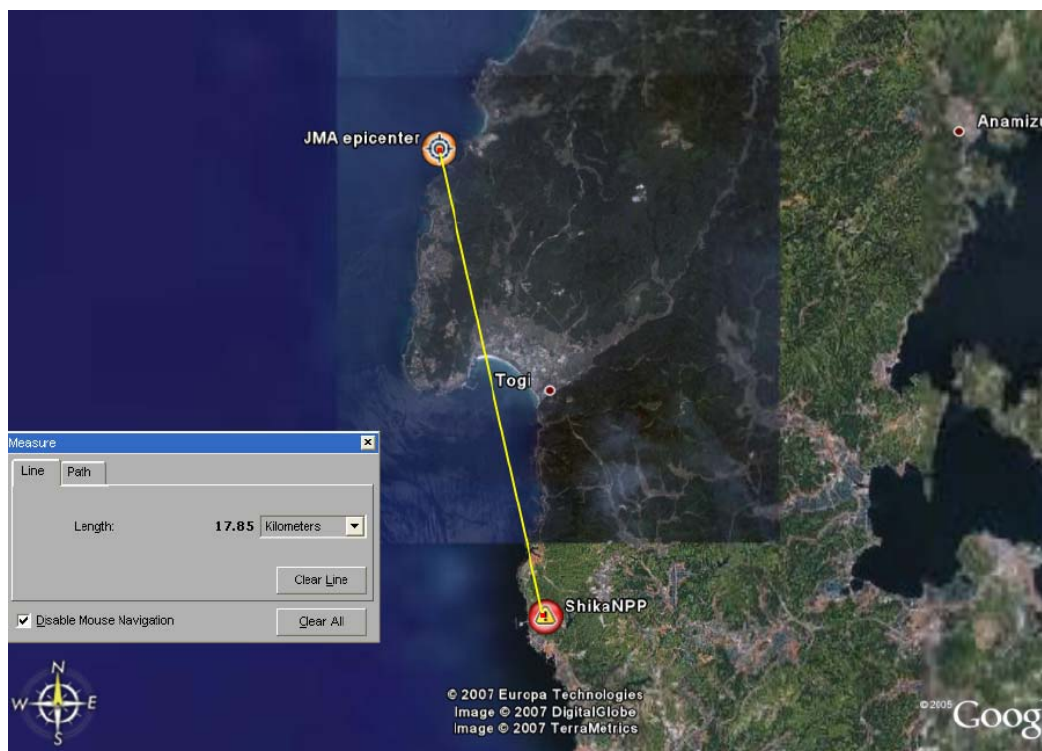 JMA epicenter
Anamizu
Togi
Measure
Line
Path
Length:
17.85
Kilometers
Clear Line
Disable Mouse Navigation
Clear All
ShikaNPP
N
W
E
S
© 2007 Europa Technologies
Image © 2007 DigitalGlobe
Image © 2007 TerraMetrics
© 2005
Goog